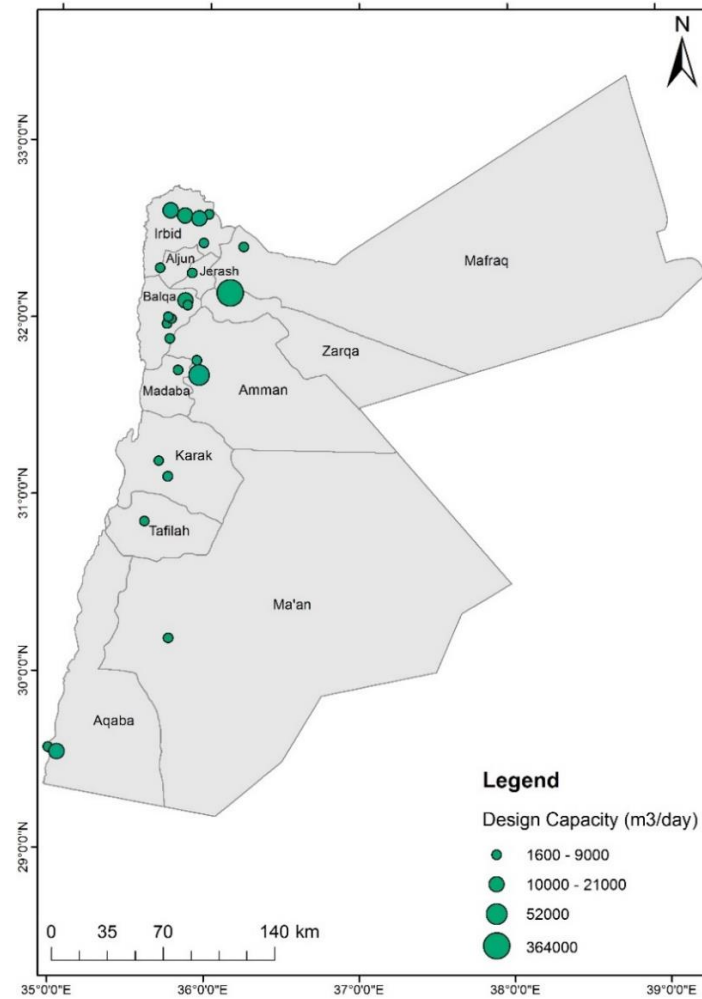 N
33°0'0"N
32°0'0"N
31°0'0"N
30°0'0"N
29°0'0"N
Irbid
Aljun
Jerash
Mafraq
Balqa
Zarqa
Madaba
Amman
Karak
Tafilah
Ma'an
Aqaba
Legend
Design Capacity (m3/day)
1600 - 9000
10000 - 21000
52000
364000
0 35 70 140 km
35°0'0"E 36°0'0"E 37°0'0"E 38°0'0"E 39°0'0"E